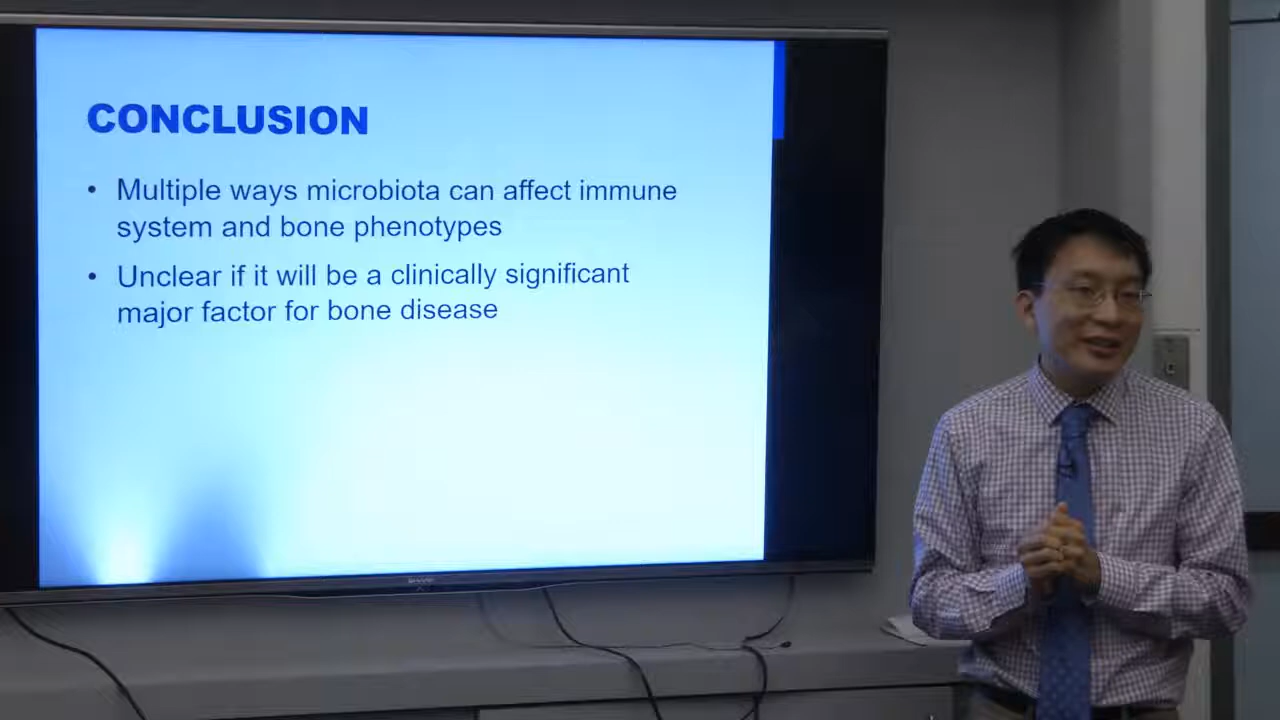 CONCLUSION
• Multiple ways microbiota can affect immune
system and bone phenotypes
• Unclear if it will be a clinically significant
major factor for bone disease